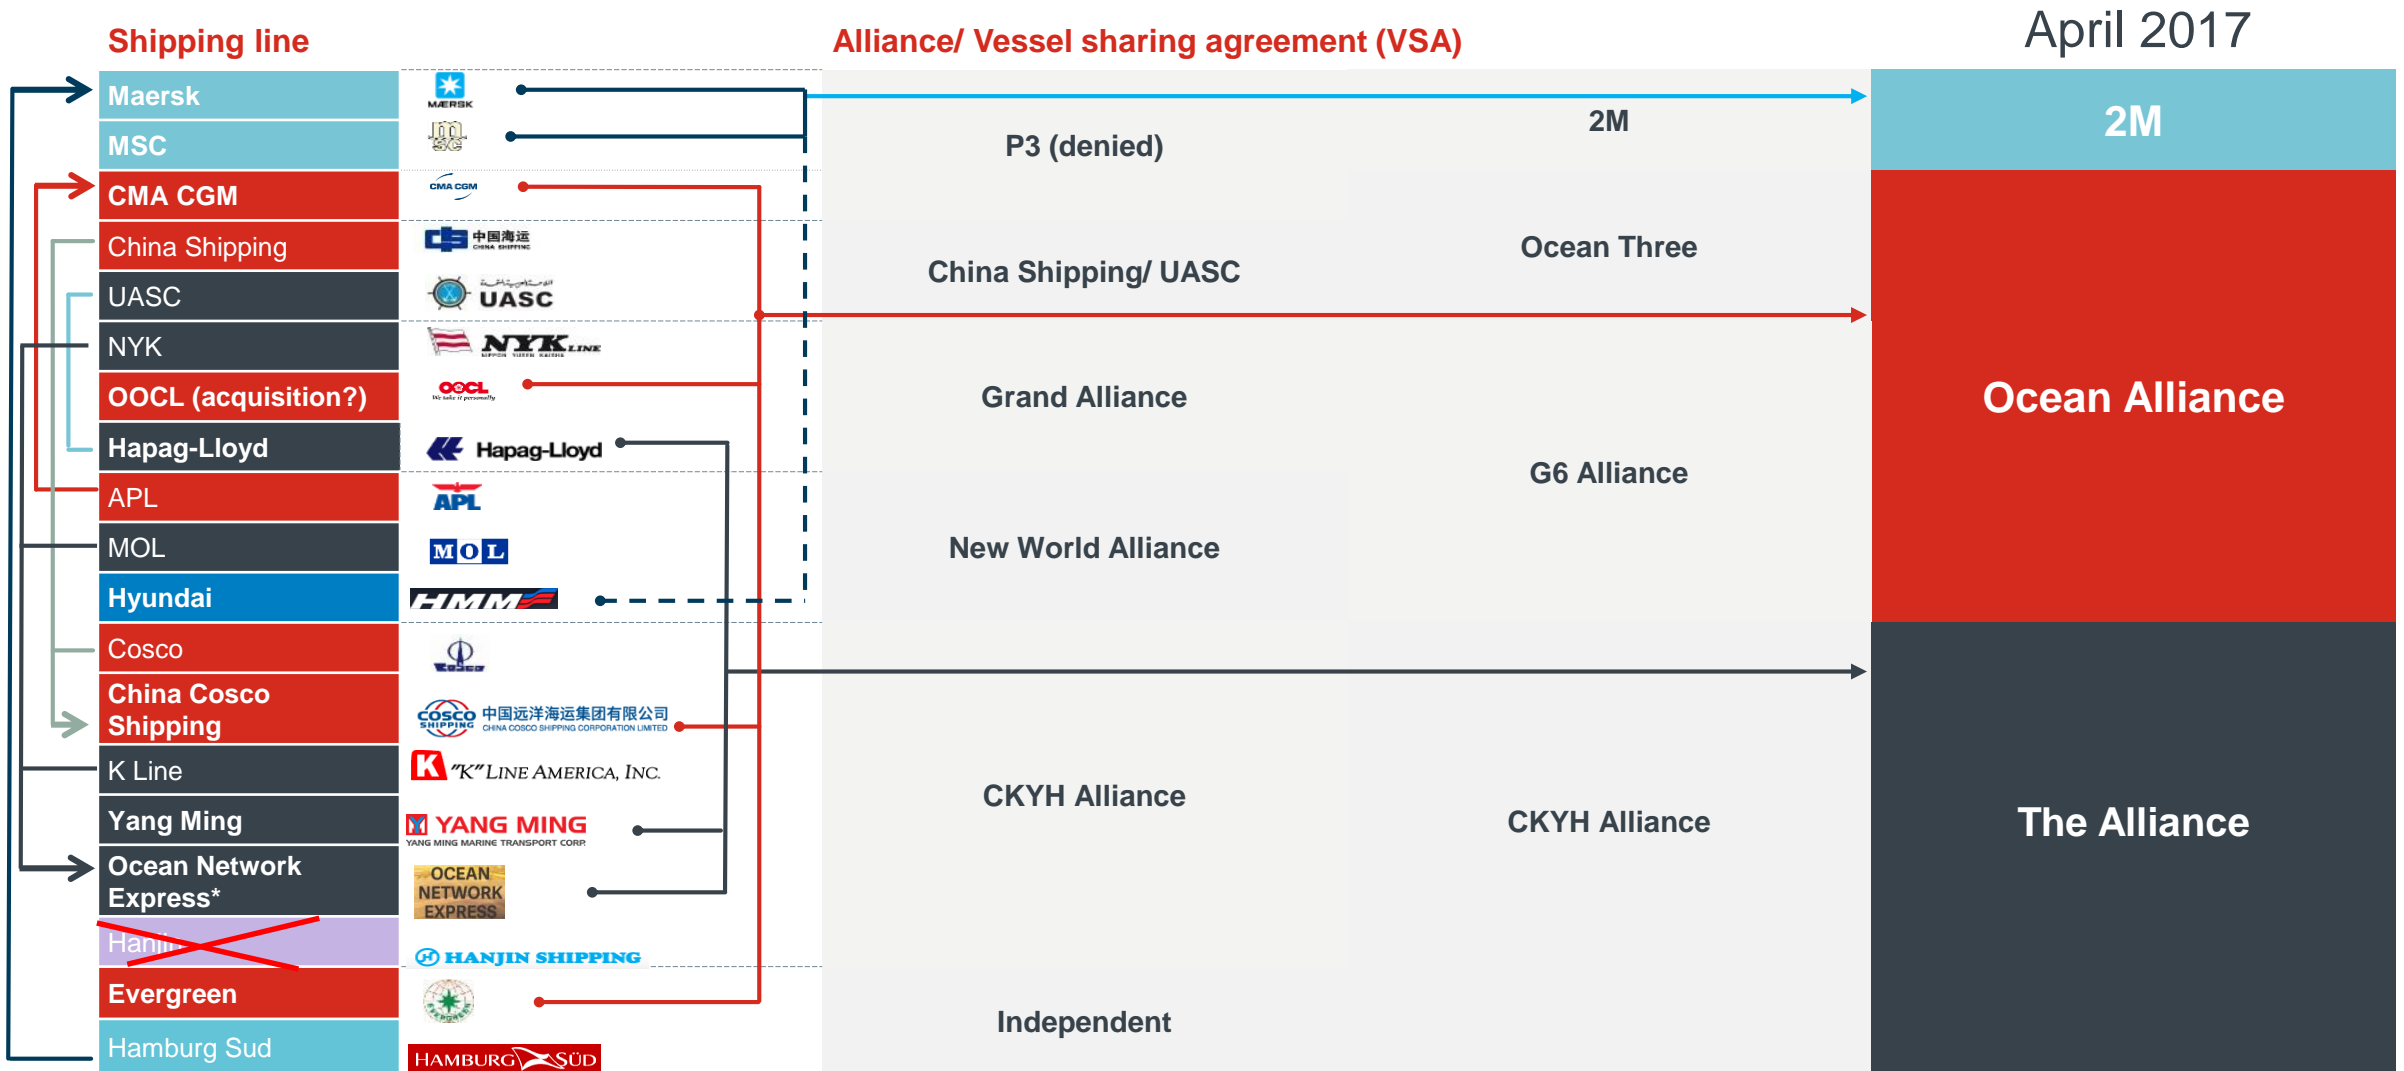 April 2017
Shipping line
Alliance/ Vessel sharing agreement (VSA)
Maersk
MAERSK
2M
2M
MSC
msc
P3 (denied)
CMA CGM
CMA CGM
China Shipping
中国海运
CHINA SHIPPING
Ocean Three
China Shipping/ UASC
UASC
UASC
NYK
NYK LINE
NIPPON YUSEN KAISHA
OOCL (acquisition?)
OOCL
We take it personally
Grand Alliance
Ocean Alliance
Hapag-Lloyd
Hapag-Lloyd
G6 Alliance
APL
APL
MOL
MOL
New World Alliance
Hyundai
HMM
Cosco
COSCO
China Cosco
Shipping
COSCO
SHIPPING
中国远洋海运集团有限公司
CHINA COSCO SHIPPING CORPORATION LIMITED
K Line
K "K" LINE AMERICA, INC.
CKYH Alliance
CKYH Alliance
The Alliance
Yang Ming
YANG MING
YANG MING MARINE TRANSPORT CORP.
Ocean Network
Express*
OCEAN
NETWORK
EXPRESS
Hanjin
H HANJIN SHIPPING
Evergreen
EVERGREEN
Independent
Hamburg Sud
HAMBURG SÜD